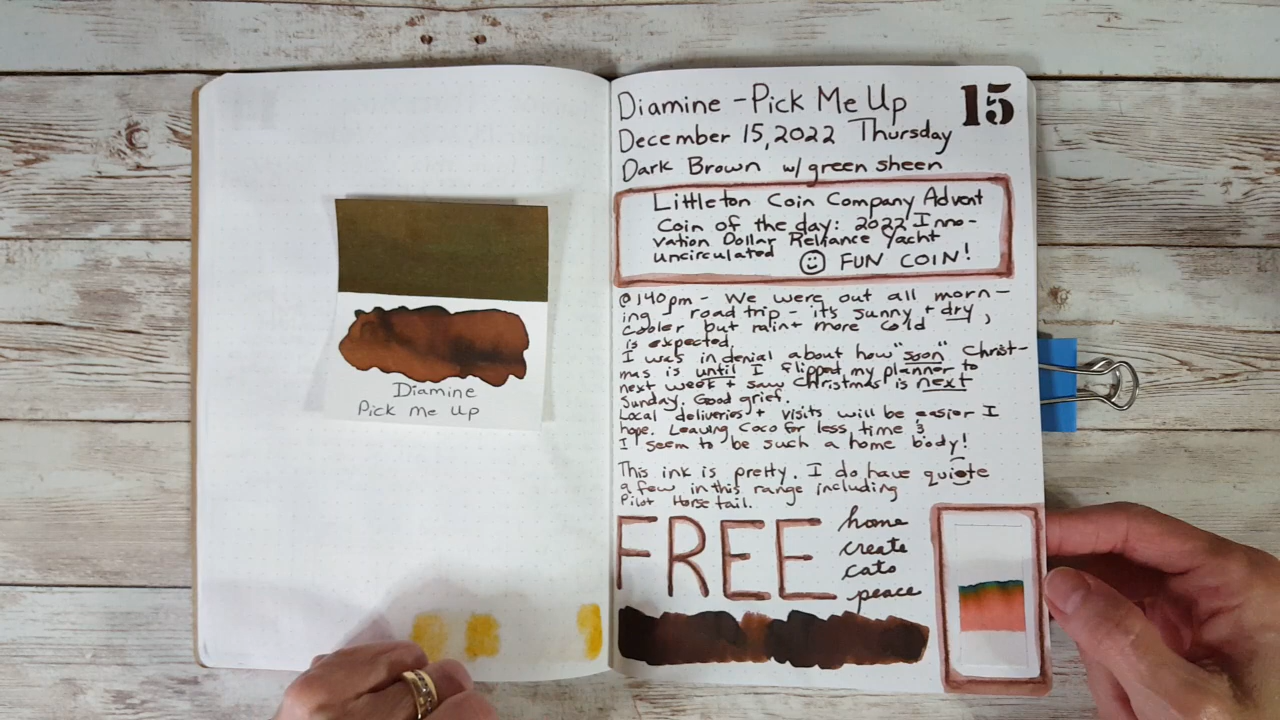 Diamine
Pick me Up
Diamine - Pick Me Up
15
December 15, 2022 Thursday
Dark Brown w/ green sheen
Littleton Coin Company Advent
Coin of the day: 2022 Inno-
vation Dollar Reliance Yacht
uncirculated ☺ FUN COIN!
@ 140pm - We were out all morn-
ing - road trip - it's sunny + dry,
cooler but rain + more cold
is expected.
I was in denial about how "soon" Christ-
mas is until I flipped my planner to
next week + saw Christmas is next
Sunday. Good grief.
Local deliveries + visits will be easier I
hope. Leaving Coco for less time &
I seem to be such a home body!
This ink is pretty. I do have quiote
a few in this range including
Pilot Horse tail.
FREE
home
create
cats
peace